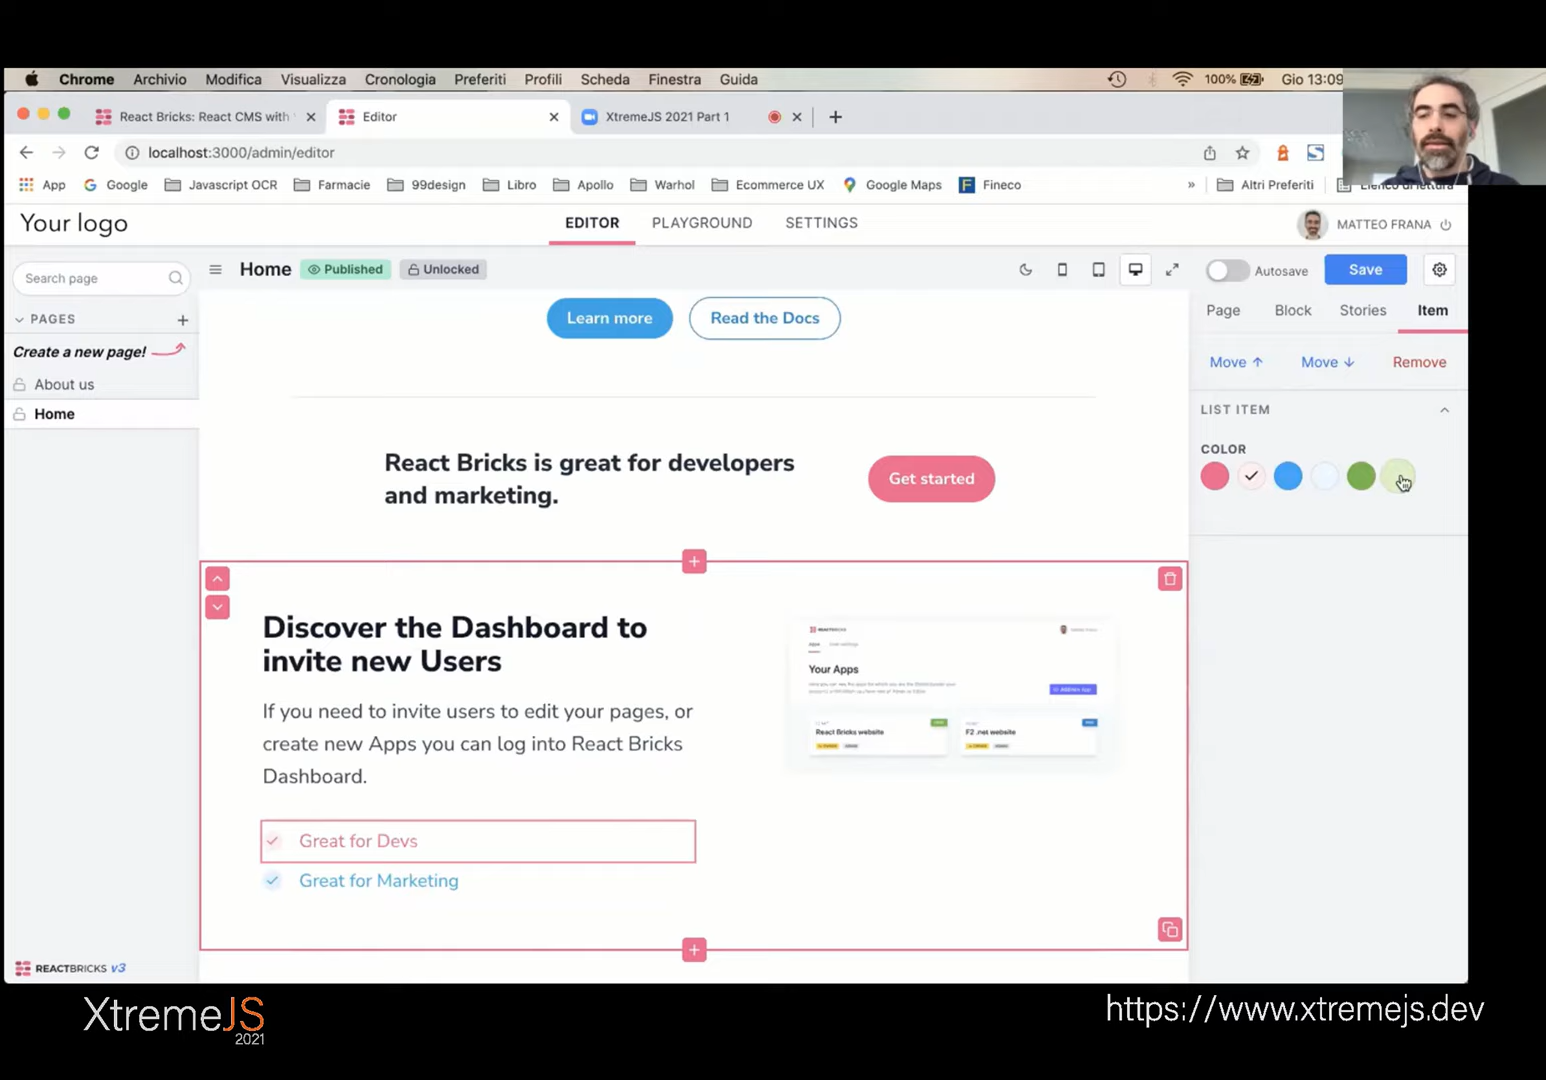 Chrome Archivio Modifica Visualizza Cronologia Preferiti Profili Scheda Finestra Guida 100% Gio 13:09
React Bricks: React CMS with Editor XtremeJS 2021 Part 1
localhost:3000/admin/editor
App Google Javascript OCR Farmacie 99design Libro Apollo Warhol Ecommerce UX Google Maps Fineco » Altri Preferiti Elenco di lettura
Your logo EDITOR PLAYGROUND SETTINGS MATTEO FRANA
Search page Home Published Unlocked Autosave Save
PAGES
Page Block Stories Item
Create a new page!
About us
Home
Learn more Read the Docs
Move ↑ Move ↓ Remove
LIST ITEM
COLOR
React Bricks is great for developers
and marketing.
Get started
Discover the Dashboard to
invite new Users
If you need to invite users to edit your pages, or
create new Apps you can log into React Bricks
Dashboard.
Great for Devs
Great for Marketing
REACTBRICKS
Your Apps
React Bricks website F2 .net website
REACTBRICKS v3
XtremeJS
2021
https://www.xtremejs.dev